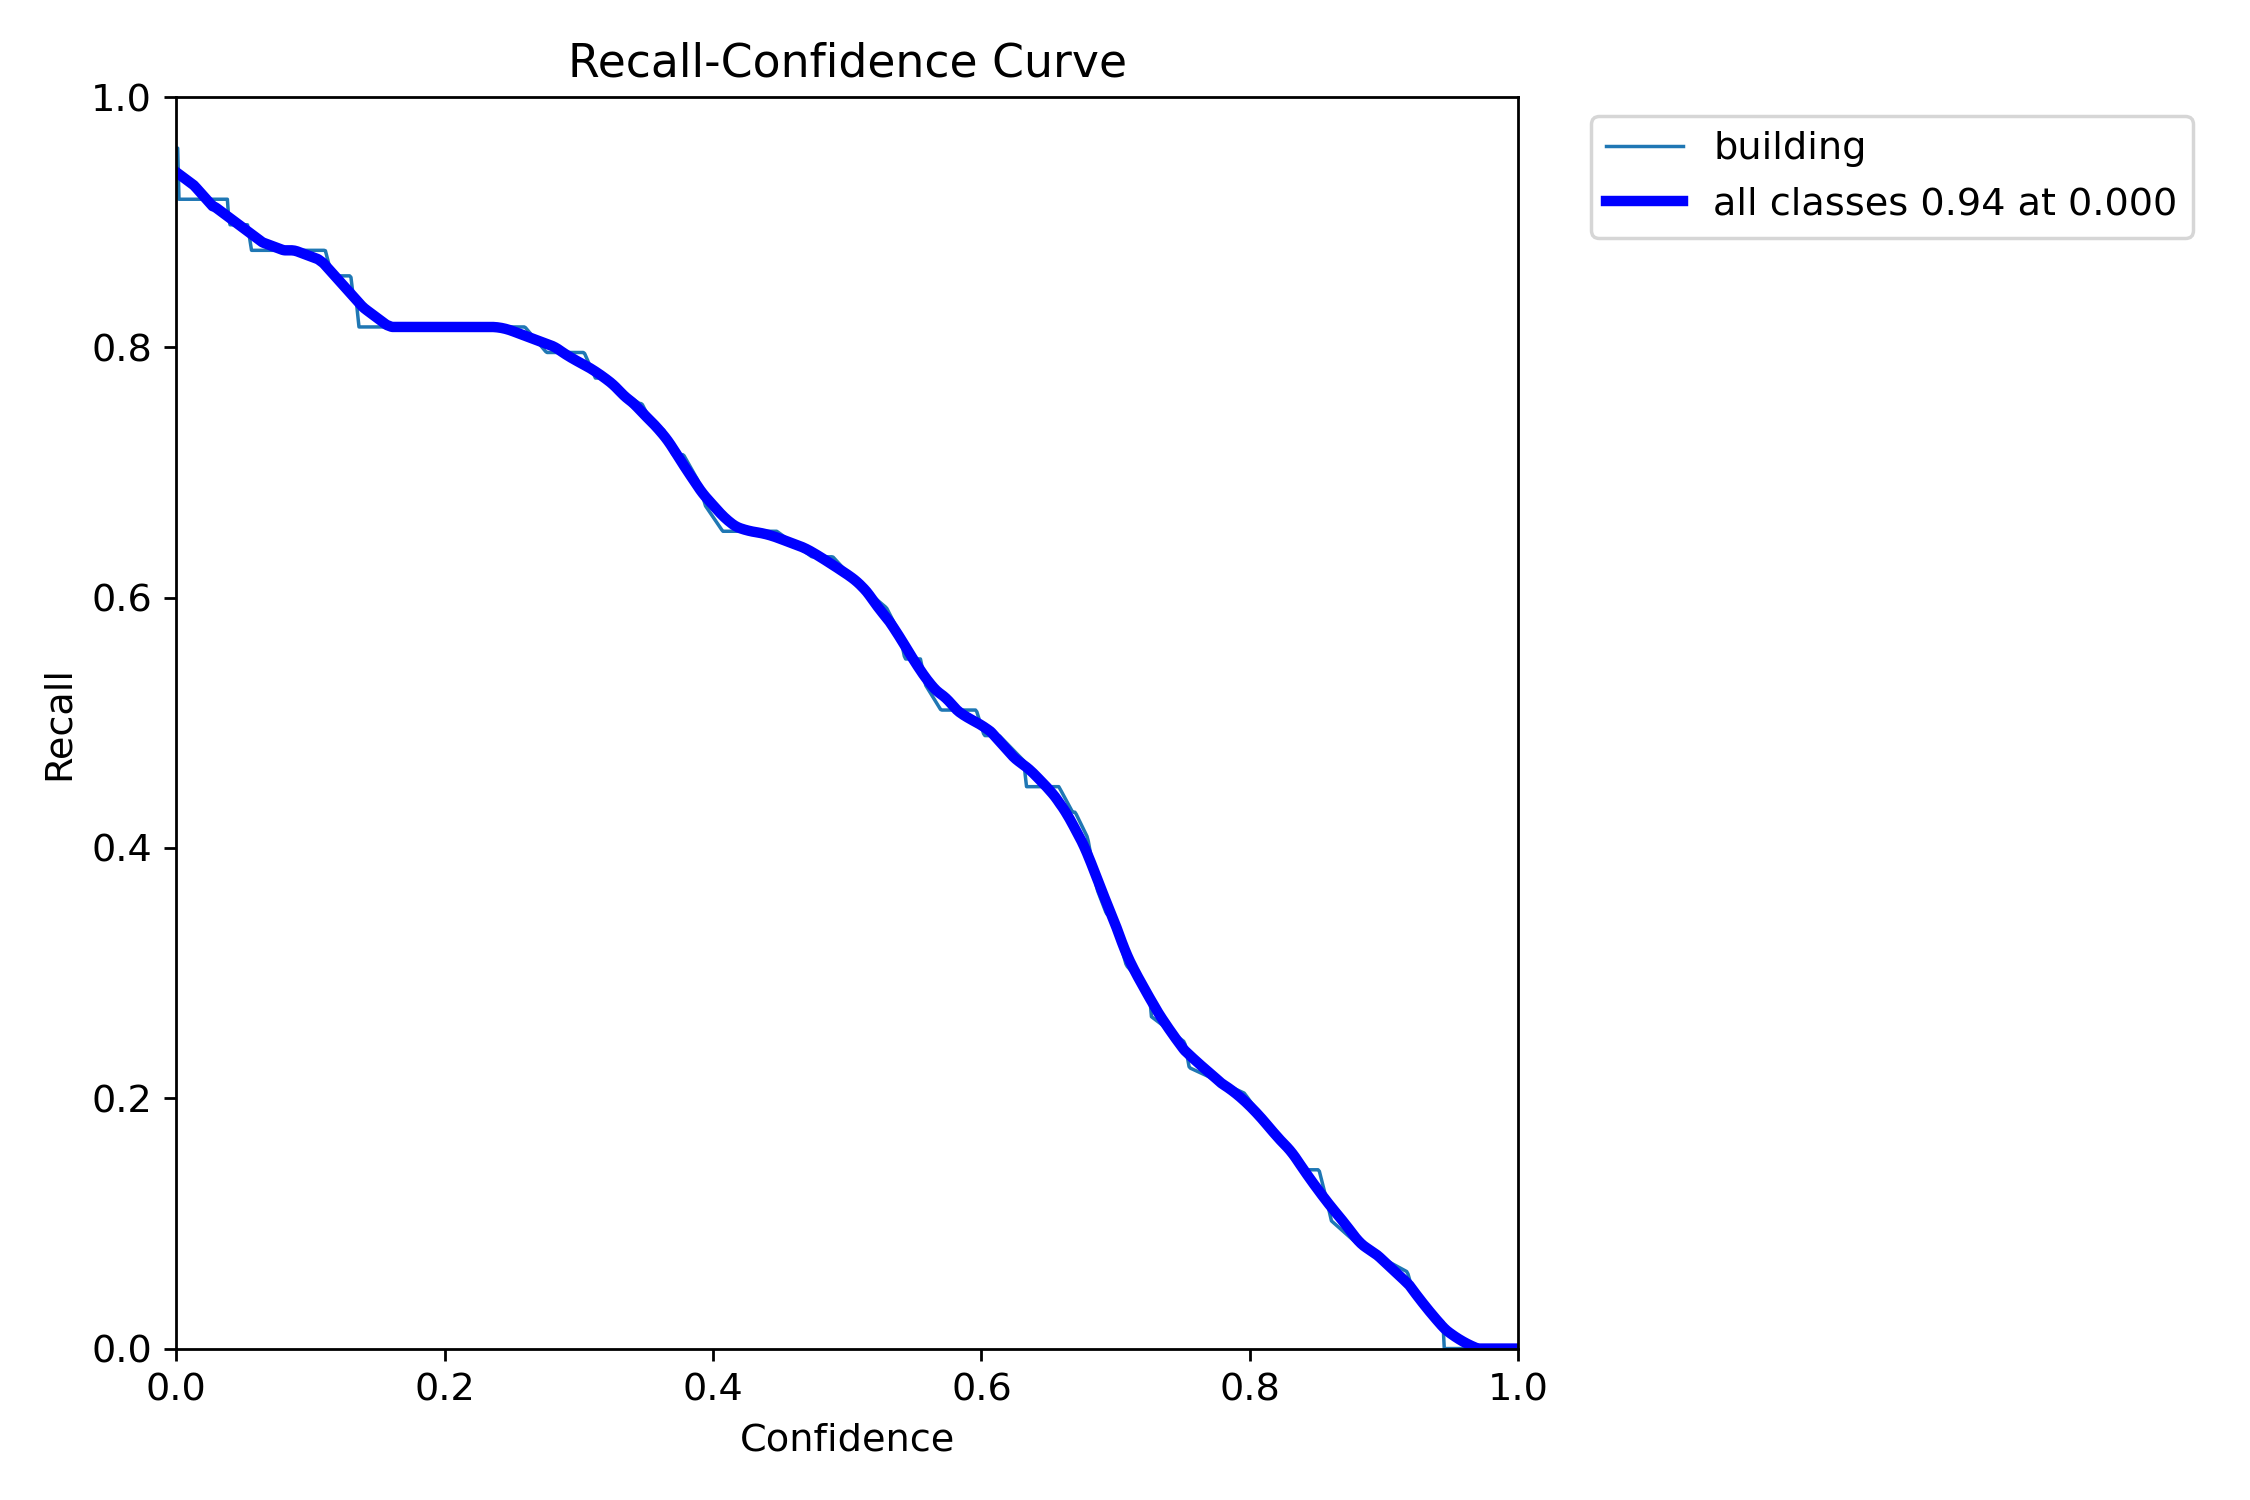 Recall-Confidence Curve
1.0
0.8
0.6
0.4
0.2
0.0
Recall
0.0 0.2 0.4 0.6 0.8 1.0
Confidence
building
all classes 0.94 at 0.000